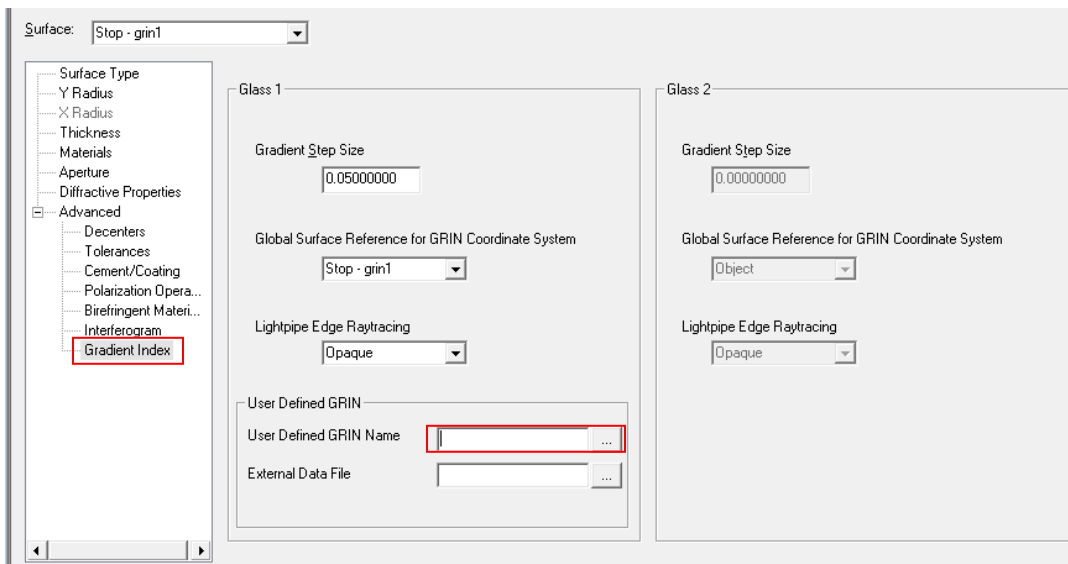 Surface: Stop - grin1
Surface Type
Y Radius
X Radius
Thickness
Materials
Aperture
Diffractive Properties
Advanced
Decenters
Tolerances
Cement/Coating
Polarization Opera...
Birefringent Materi...
Interferogram
Gradient Index
Glass 1
Gradient Step Size
0.05000000
Global Surface Reference for GRIN Coordinate System
Stop - grin1
Lightpipe Edge Raytracing
Opaque
User Defined GRIN
User Defined GRIN Name ...
External Data File ...
Glass 2
Gradient Step Size
0.00000000
Global Surface Reference for GRIN Coordinate System
Object
Lightpipe Edge Raytracing
Opaque